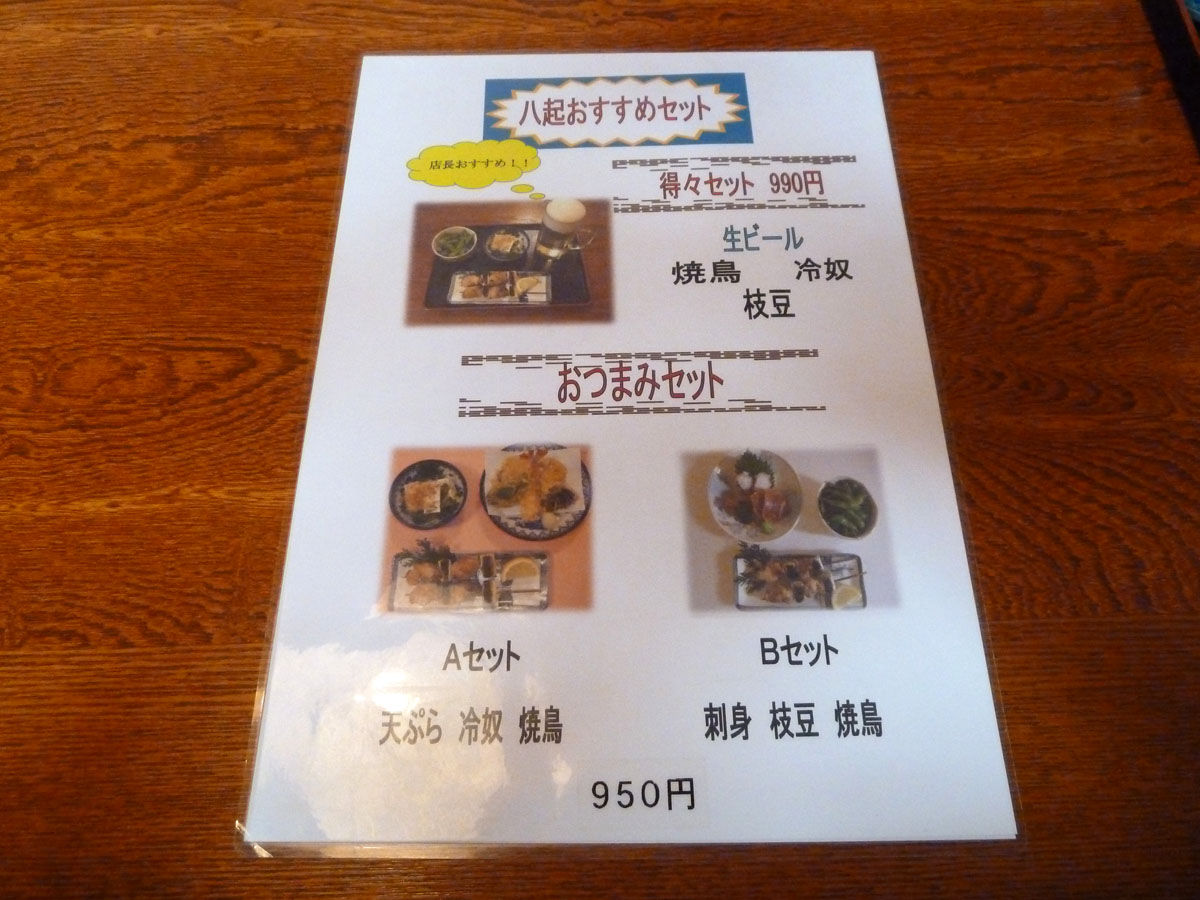 八起おすすめセット
店長おすすめ！！
得々セット 990円
生ビール
焼鳥 冷奴
枝豆
おつまみセット
Aセット
Bセット
天ぷら 冷奴 焼鳥
刺身 枝豆 焼鳥
950円